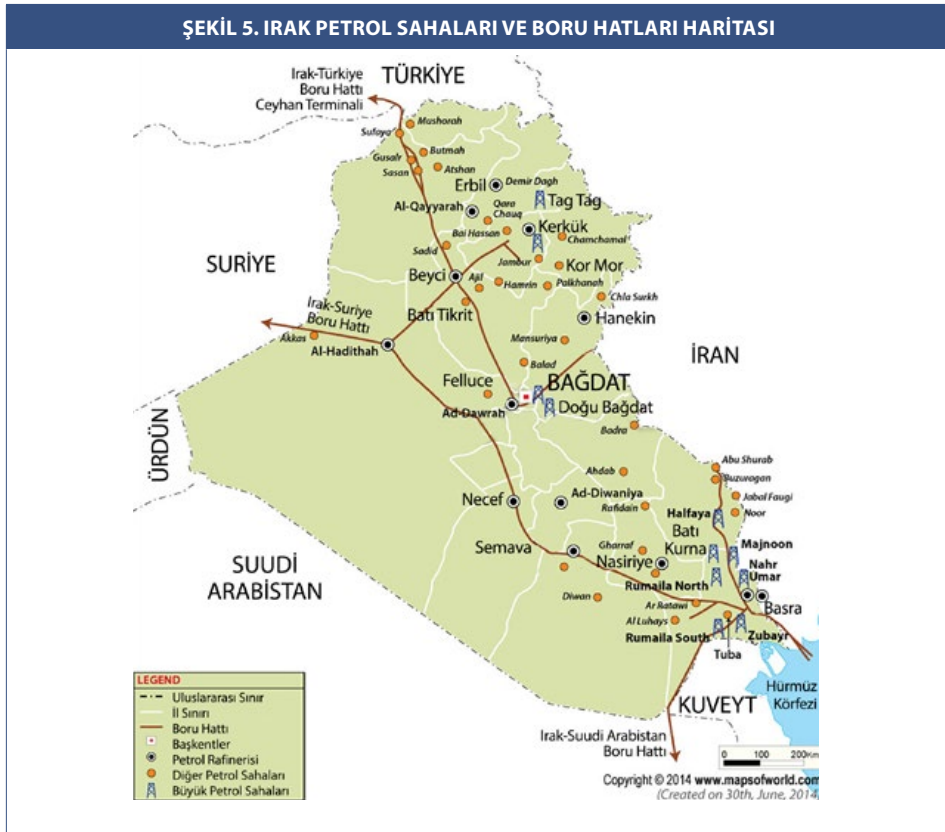 ŞEKİL 5. IRAK PETROL SAHALARI VE BORU HATLARI HARİTASI
Irak-Türkiye
Boru Hattı
Ceyhan Terminali
TÜRKİYE
Mushorah
Sufaya
Butmah
Gusair
Atshan
Sasan
Erbil
Demir Dagh
Al-Qayyarah
Qara
Chauq
Tag Tag
Bai Hassan
Kerkük
Chamchamal
SURİYE
Sadid
Jambur
Kor Mor
Beyci
Ajil
Hamrin
Palkhanah
Chla Surkh
Irak-Suriye
Boru Hattı
Batı Tikrit
Hanekin
Akkas
Al-Hadithah
Mansuriya
İRAN
Balad
Felluce
BAĞDAT
Ad-Dawrah
Doğu Bağdat
ÜRDÜN
Badra
Abu Shurab
Ahdab
Buzuragan
Necef
Ad-Diwaniya
Rafidain
Jabal Faugi
Halfaya
Noor
Batı
Kurna
Majnoon
Semava
Gharraf
Nasiriye
Nahr
Umar
SUUDİ
ARABİSTAN
Rumaila North
Diwan
Ar Ratawi
Basra
Al Luhays
Rumaila South
Zubayr
Tuba
KUVEYT
Hürmüz
Körfezi
Irak-Suudi Arabistan
Boru Hattı
LEGEND
Uluslararası Sınır
İl Sınırı
Boru Hattı
Başkentler
Petrol Rafinerisi
Diğer Petrol Sahaları
Büyük Petrol Sahaları
0 100 200Km
Copyright © 2014 www.mapsofworld.com
(Created on 30th, June, 2014